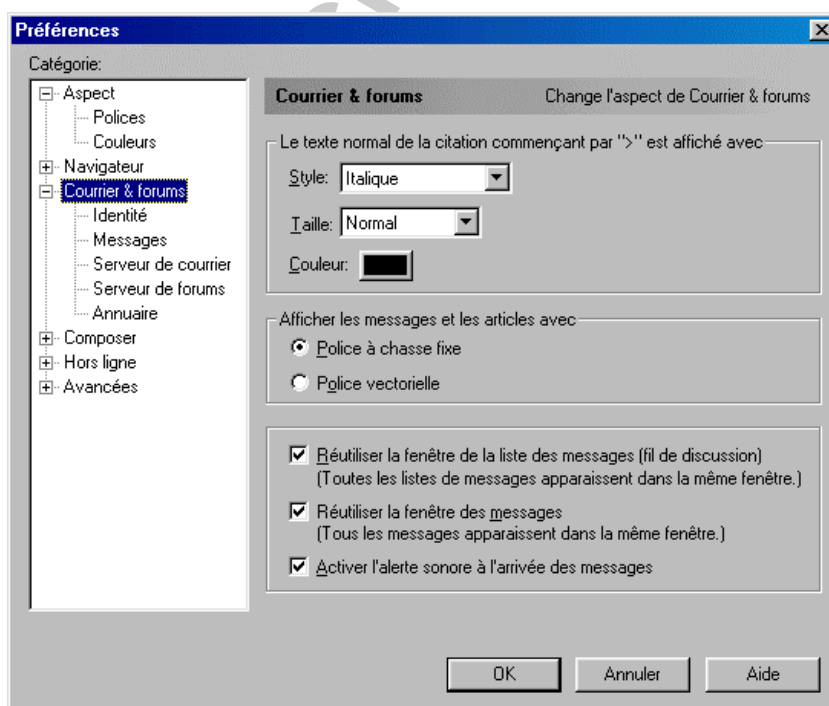 Préférences
Catégorie:
Aspect
Polices
Couleurs
Navigateur
Courrier & forums
Identité
Messages
Serveur de courrier
Serveur de forums
Annuaire
Composer
Hors ligne
Avancées
Courrier & forums Change l'aspect de Courrier & forums
Le texte normal de la citation commençant par ">" est affiché avec
Style: Italique
Taille: Normal
Couleur:
Afficher les messages et les articles avec
Police à chasse fixe
Police vectorielle
Réutiliser la fenêtre de la liste des messages (fil de discussion)
(Toutes les listes de messages apparaissent dans la même fenêtre.)
Réutiliser la fenêtre des messages
(Tous les messages apparaissent dans la même fenêtre.)
Activer l'alerte sonore à l'arrivée des messages
OK Annuler Aide